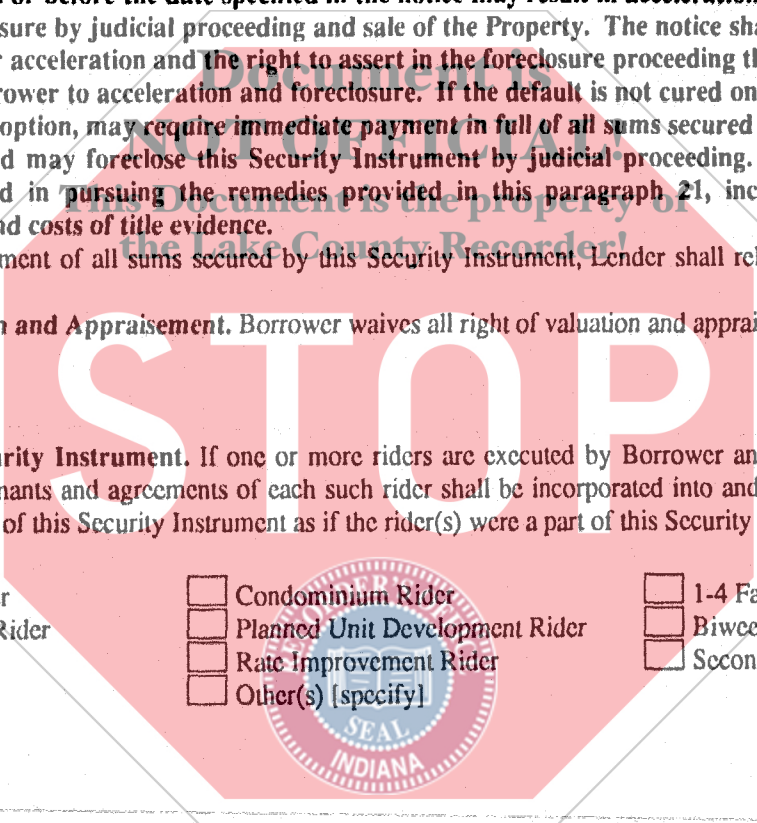 or before the date specified in the notice may result in acceleration
sure by judicial proceeding and sale of the Property. The notice sha
r acceleration and the right to assert in the foreclosure proceeding th
rower to acceleration and foreclosure. If the default is not cured on
option, may require immediate payment in full of all sums secured
d may foreclose this Security Instrument by judicial proceeding.
d in pursuing the remedies provided in this paragraph 21, inc
nd costs of title evidence.
ment of all sums secured by this Security Instrument, Lender shall rel
n and Appraisement. Borrower waives all right of valuation and apprai
urity Instrument. If one or more riders are executed by Borrower an
nants and agreements of each such rider shall be incorporated into and
of this Security Instrument as if the rider(s) were a part of this Security
r
Rider
Condominium Rider
Planned Unit Development Rider
Rate Improvement Rider
Other(s) [specify]
1-4 Fa
Biwee
Secon
Document is
NOT OFFICIAL!
This Document is the property of
the Lake County Recorder!
STOP
SEAL
INDIANA